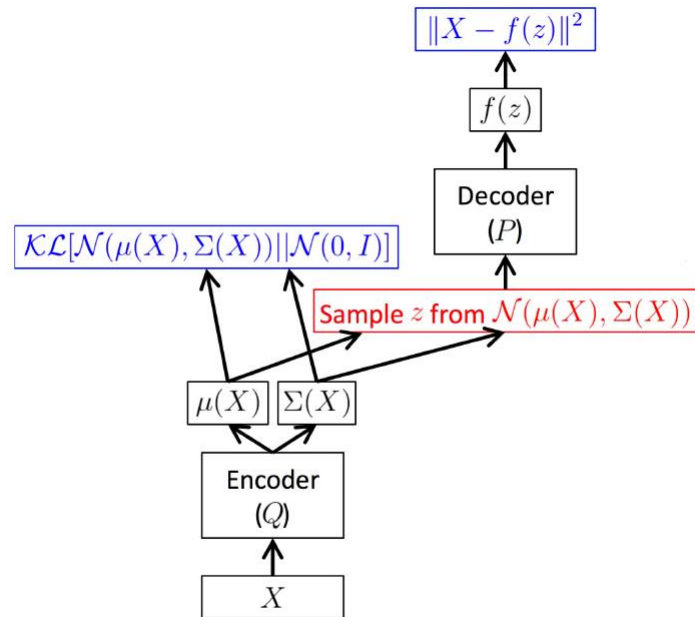 ‖X − f(z)‖²
f(z)
Decoder
(P)
𝒦ℒ[𝒩(μ(X), Σ(X))||𝒩(0, I)]
Sample z from 𝒩(μ(X), Σ(X))
μ(X) Σ(X)
Encoder
(Q)
X